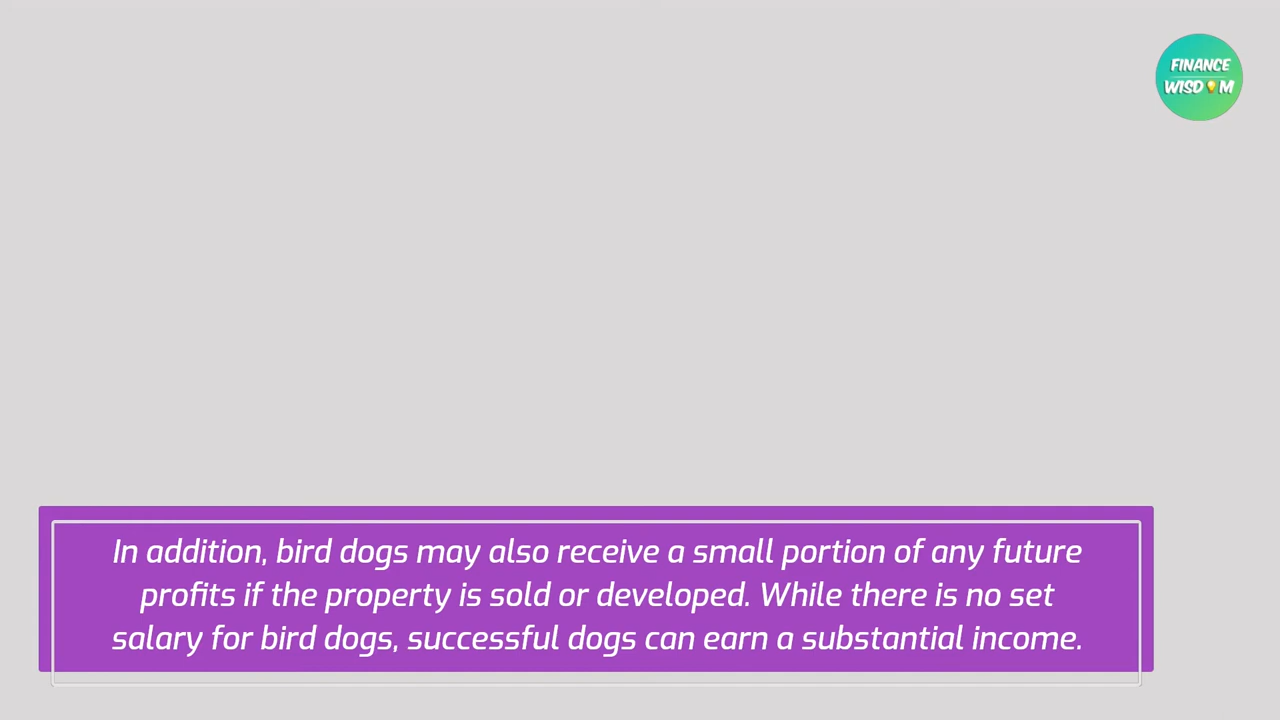 FINANCE
WISDOM
In addition, bird dogs may also receive a small portion of any future
profits if the property is sold or developed. While there is no set
salary for bird dogs, successful dogs can earn a substantial income.